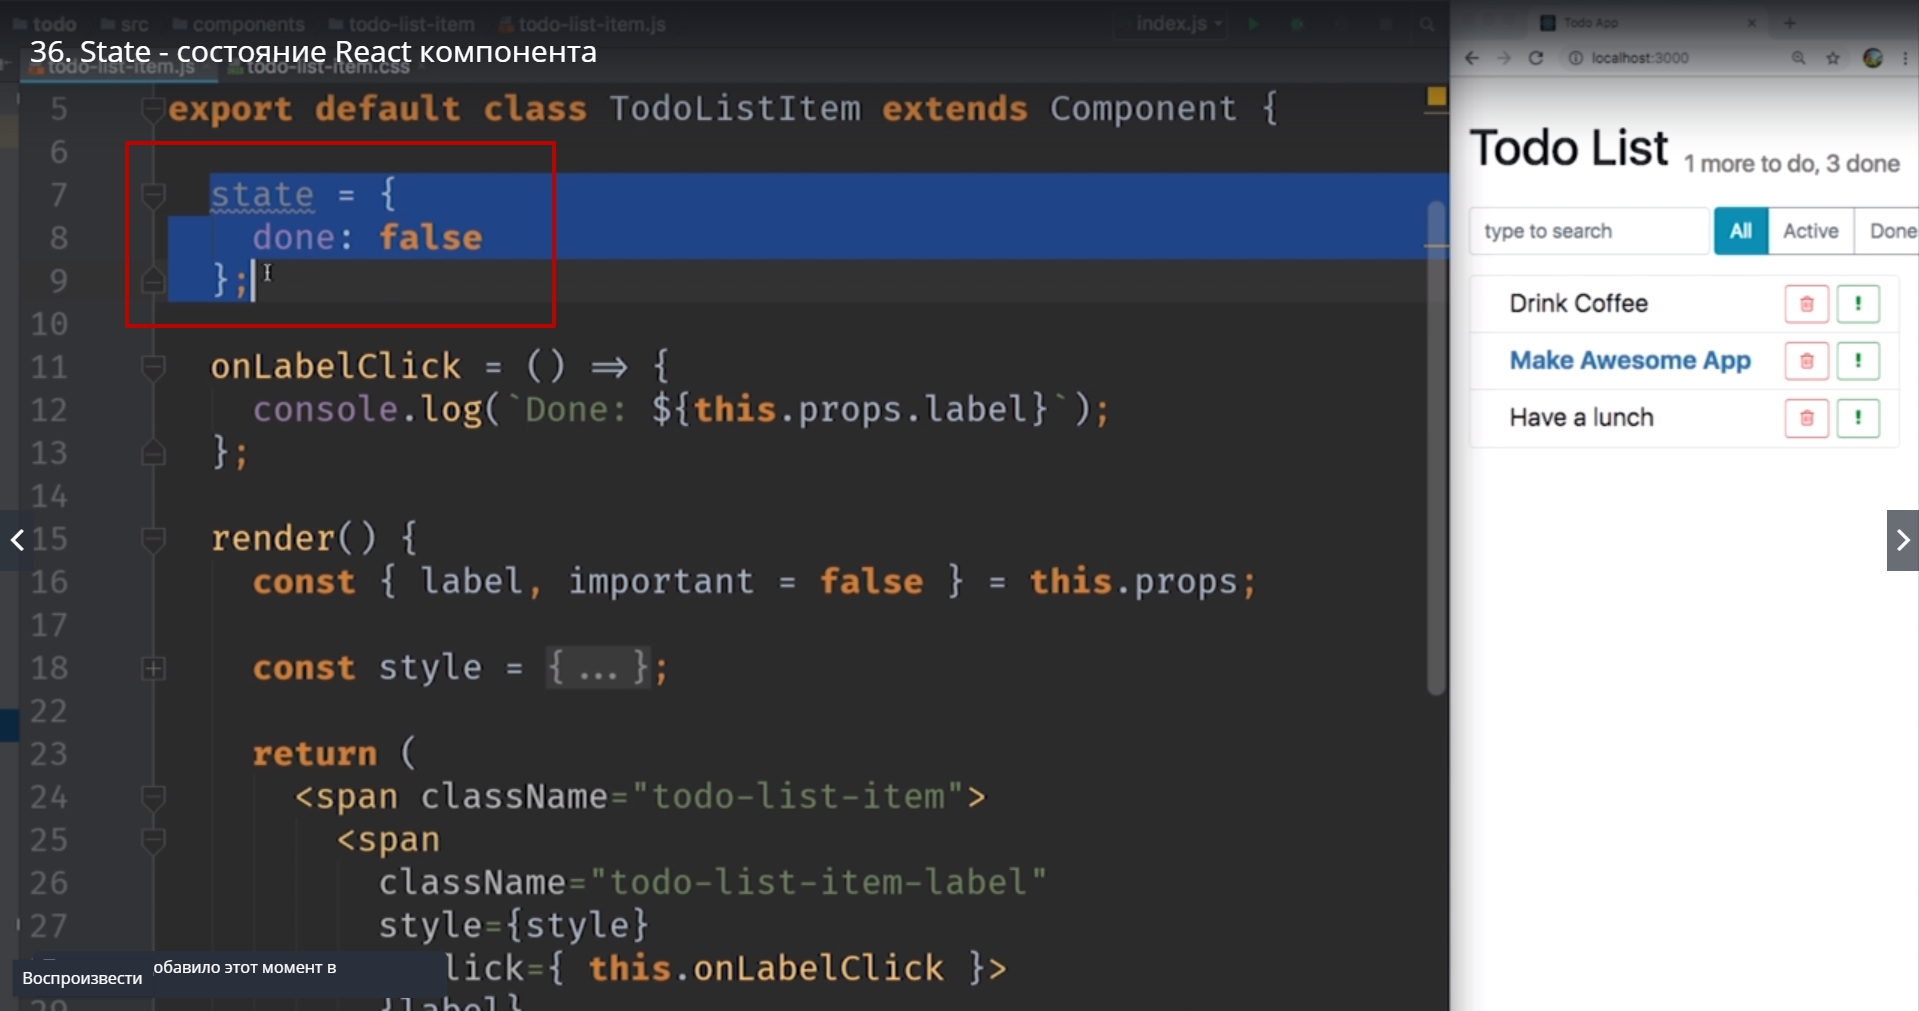 todo src components todo-list-item todo-list-item.js index.js
36. State - состояние React компонента
todo-list-item.js todo-list-item.css
5 export default class TodoListItem extends Component {
6
7 state = {
8 done: false
9 };
10
11 onLabelClick = () => {
12 console.log(`Done: ${this.props.label}`);
13 };
14
15 render() {
16 const { label, important = false } = this.props;
17
18 const style = {...};
22
23 return (
24 <span className="todo-list-item">
25 <span
26 className="todo-list-item-label"
27 style={style}
lick={ this.onLabelClick }>
{label}
обавило этот момент в
Воспроизвести
Todo App
localhost:3000
Todo List 1 more to do, 3 done
type to search All Active Done
Drink Coffee !
Make Awesome App !
Have a lunch !